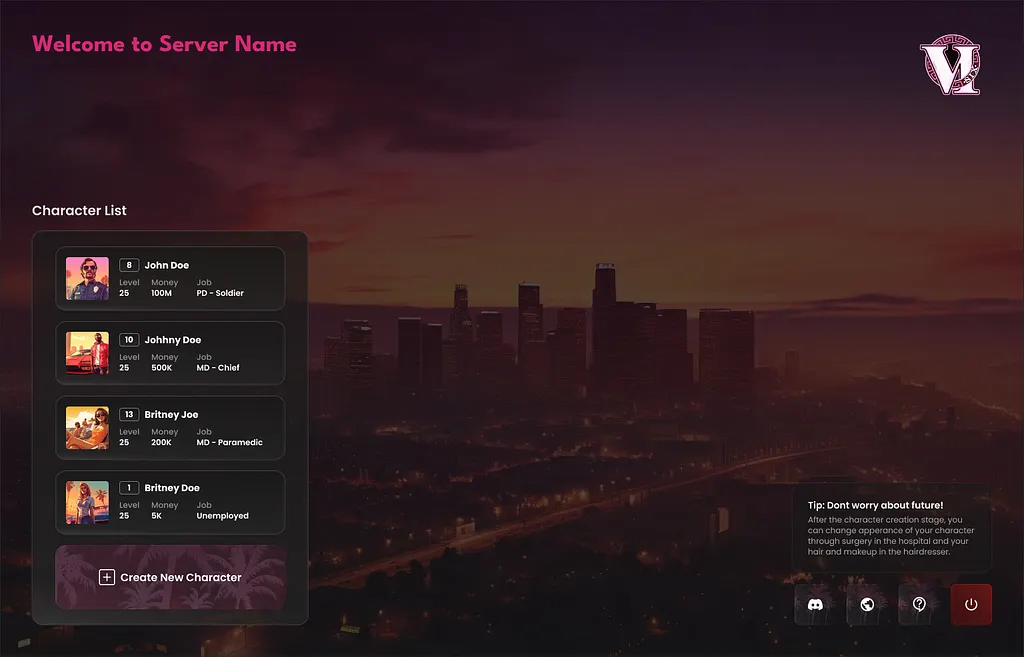 Welcome to Server Name
VI
Character List
8 John Doe
Level Money Job
25 100M PD - Soldier
10 Johhny Doe
Level Money Job
25 500K MD - Chief
13 Britney Joe
Level Money Job
25 200K MD - Paramedic
1 Britney Doe
Level Money Job
25 5K Unemployed
Create New Character
Tip: Dont worry about future!
After the character creation stage, you
can change apperance of your character
through surgery in the hospital and your
hair and makeup in the hairdresser.